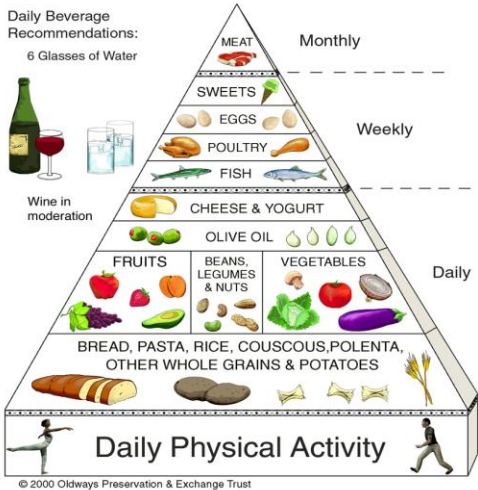 Daily Beverage
Recommendations:
6 Glasses of Water
Wine in
moderation
MEAT
Monthly
SWEETS
EGGS
POULTRY
FISH
Weekly
CHEESE & YOGURT
OLIVE OIL
FRUITS
BEANS,
LEGUMES
& NUTS
VEGETABLES
Daily
BREAD, PASTA, RICE, COUSCOUS,POLENTA,
OTHER WHOLE GRAINS & POTATOES
Daily Physical Activity
© 2000 Oldways Preservation & Exchange Trust